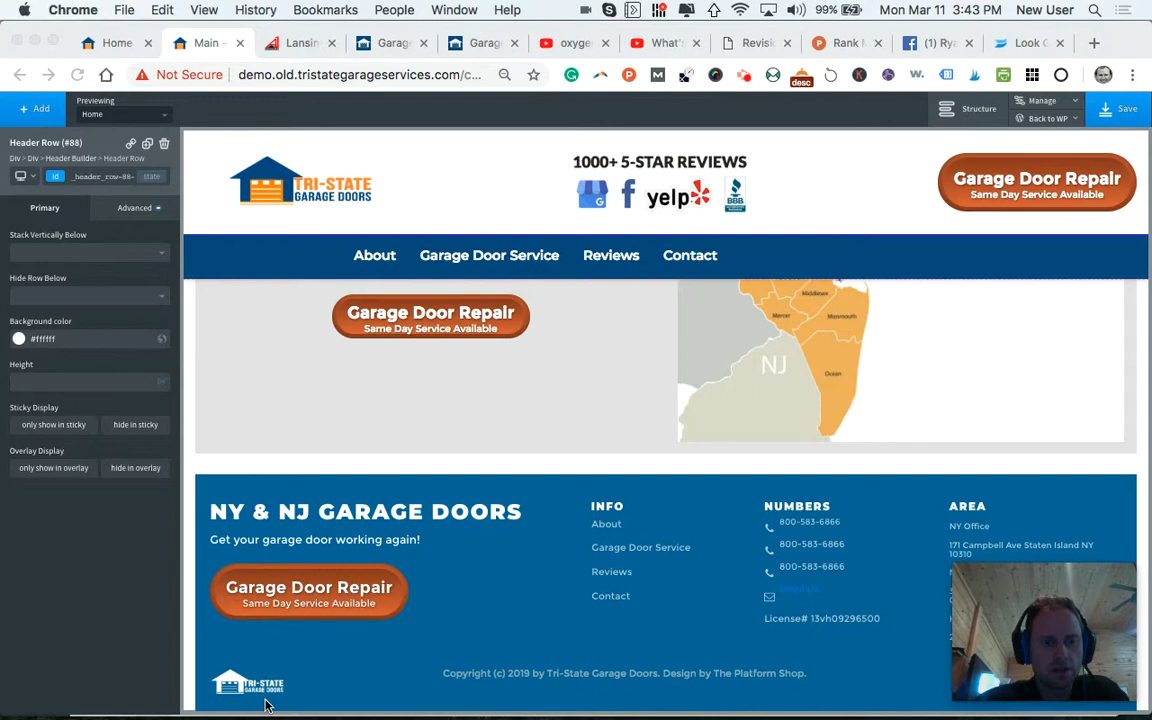 Chrome File Edit View History Bookmarks People Window Help 99% Mon Mar 11 3:43 PM New User
Home Main - Lansin Garage Garage oxyge What's Revisio Rank M (1) Rya Look G
Not Secure demo.old.tristategarageservices.com/c...
+ Add Previewing Home Structure Manage Back to WP Save
Header Row (#88)
Div > Div > Header Builder > Header Row
id _header_row-88- state
Primary Advanced
Stack Vertically Below
Hide Row Below
Background color
#ffffff
Height
Sticky Display
only show in sticky hide in sticky
Overlay Display
only show in overlay hide in overlay
TRI-STATE
GARAGE DOORS
1000+ 5-STAR REVIEWS
yelp
BBB
Garage Door Repair
Same Day Service Available
About Garage Door Service Reviews Contact
Garage Door Repair
Same Day Service Available
Middlesex
Mercer
Monmouth
NJ
Ocean
NY & NJ GARAGE DOORS
Get your garage door working again!
Garage Door Repair
Same Day Service Available
INFO
About
Garage Door Service
Reviews
Contact
NUMBERS
800-583-6866
800-583-6866
800-583-6866
License# 13vh09296500
AREA
NY Office
171 Campbell Ave Staten Island NY
10310
TRI-STATE
GARAGE DOORS
Copyright (c) 2019 by Tri-State Garage Doors. Design by The Platform Shop.